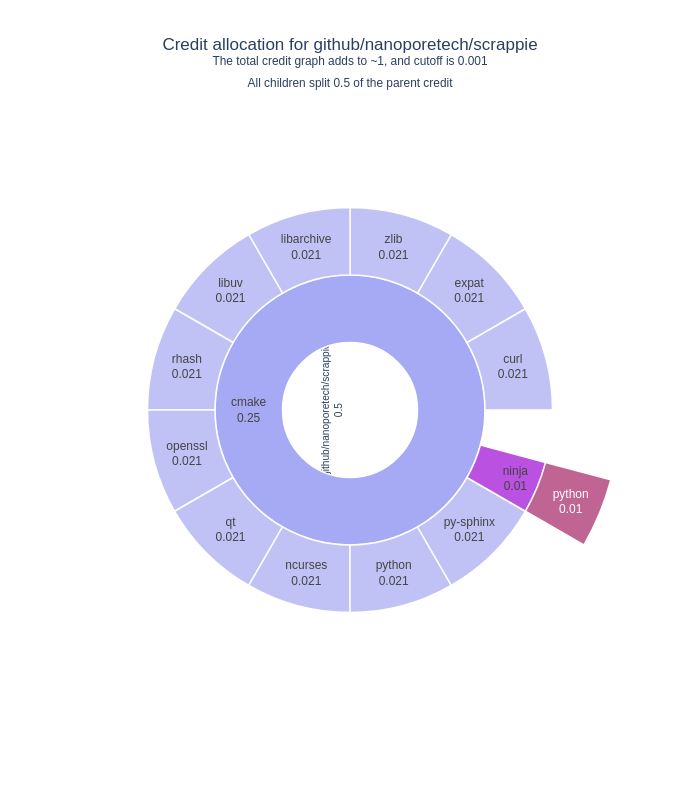 Credit allocation for github/nanoporetech/scrappie
The total credit graph adds to ~1, and cutoff is 0.001
All children split 0.5 of the parent credit
libarchive
0.021
zlib
0.021
libuv
0.021
expat
0.021
rhash
0.021
curl
0.021
github/nanoporetech/scrappie
0.5
cmake
0.25
openssl
0.021
ninja
0.01
python
0.01
qt
0.021
py-sphinx
0.021
ncurses
0.021
python
0.021